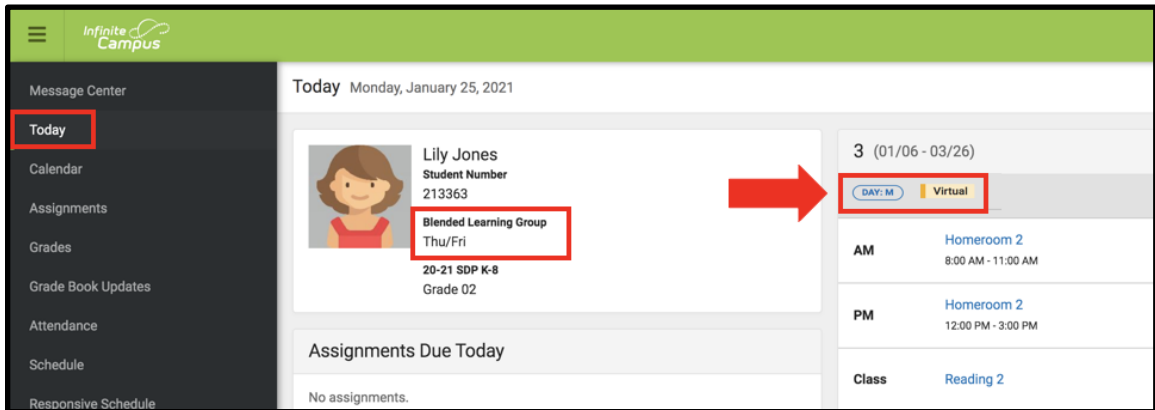 Infinite
Campus
Message Center
Today
Calendar
Assignments
Grades
Grade Book Updates
Attendance
Schedule
Responsive Schedule
Today Monday, January 25, 2021
Lily Jones
Student Number
213363
Blended Learning Group
Thu/Fri
20-21 SDP K-8
Grade 02
Assignments Due Today
No assignments.
3 (01/06 - 03/26)
DAY: M Virtual
AM Homeroom 2
8:00 AM - 11:00 AM
PM Homeroom 2
12:00 PM - 3:00 PM
Class Reading 2